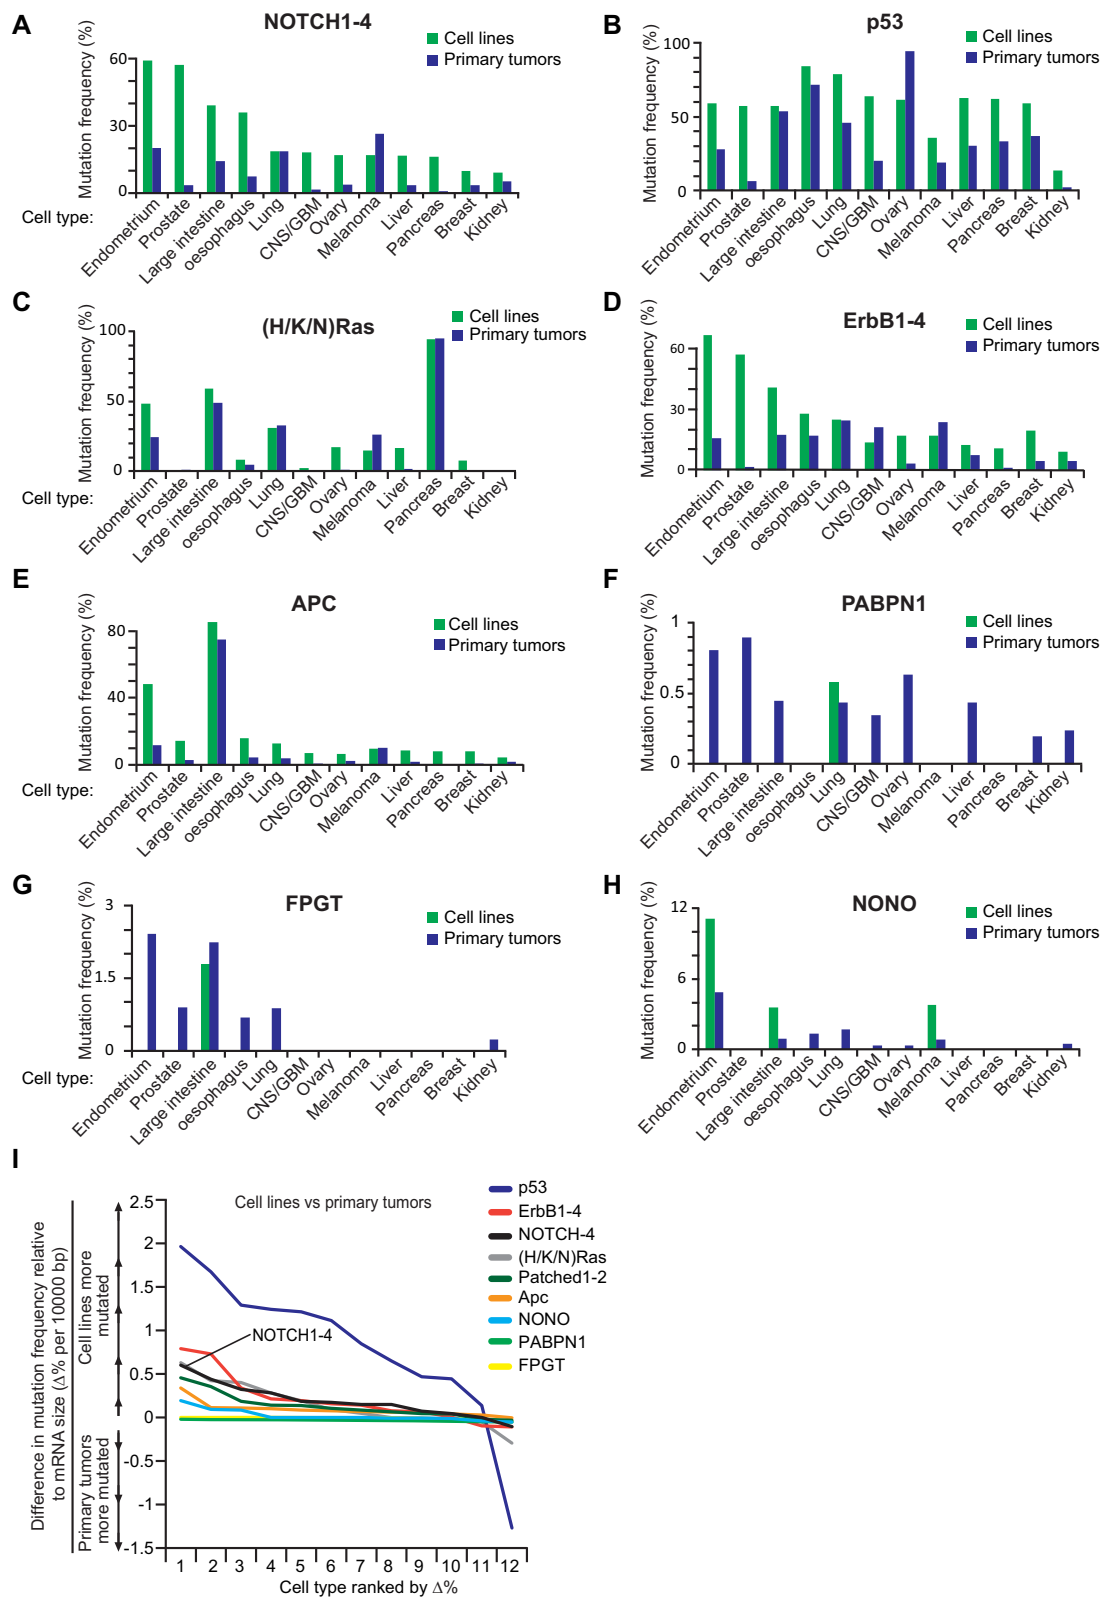 A
NOTCH1-4
Mutation frequency (%)
60
30
0
Cell lines
Primary tumors
Cell type:
Endometrium
Prostate
Large intestine
oesophagus
Lung
CNS/GBM
Ovary
Melanoma
Liver
Pancreas
Breast
Kidney
B
p53
Mutation frequency (%)
100
50
0
Cell lines
Primary tumors
Endometrium
Prostate
Large intestine
oesophagus
Lung
CNS/GBM
Ovary
Melanoma
Liver
Pancreas
Breast
Kidney
C
(H/K/N)Ras
Mutation frequency (%)
100
50
0
Cell lines
Primary tumors
Cell type:
Endometrium
Prostate
Large intestine
oesophagus
Lung
CNS/GBM
Ovary
Melanoma
Liver
Pancreas
Breast
Kidney
D
ErbB1-4
Mutation frequency (%)
60
30
0
Cell lines
Primary tumors
Endometrium
Prostate
Large intestine
oesophagus
Lung
CNS/GBM
Ovary
Melanoma
Liver
Pancreas
Breast
Kidney
E
APC
Mutation frequency (%)
80
40
0
Cell lines
Primary tumors
Cell type:
Endometrium
Prostate
Large intestine
oesophagus
Lung
CNS/GBM
Ovary
Melanoma
Liver
Pancreas
Breast
Kidney
F
PABPN1
Mutation frequency (%)
1
0.5
0
Cell lines
Primary tumors
Endometrium
Prostate
Large intestine
oesophagus
Lung
CNS/GBM
Ovary
Melanoma
Liver
Pancreas
Breast
Kidney
G
FPGT
Mutation frequency (%)
3
1.5
0
Cell lines
Primary tumors
Cell type:
Endometrium
Prostate
Large intestine
oesophagus
Lung
CNS/GBM
Ovary
Melanoma
Liver
Pancreas
Breast
Kidney
H
NONO
Mutation frequency (%)
12
6
0
Cell lines
Primary tumors
Endometrium
Prostate
Large intestine
oesophagus
Lung
CNS/GBM
Ovary
Melanoma
Liver
Pancreas
Breast
Kidney
I
Cell lines vs primary tumors
Difference in mutation frequency relative
to mRNA size (Δ% per 10000 bp)
Cell lines more
mutated
Primary tumors
more mutated
2.5
2
1.5
1
0.5
0
-0.5
-1
-1.5
NOTCH1-4
p53
ErbB1-4
NOTCH-4
(H/K/N)Ras
Patched1-2
Apc
NONO
PABPN1
FPGT
1 2 3 4 5 6 7 8 9 10 11 12
Cell type ranked by Δ%